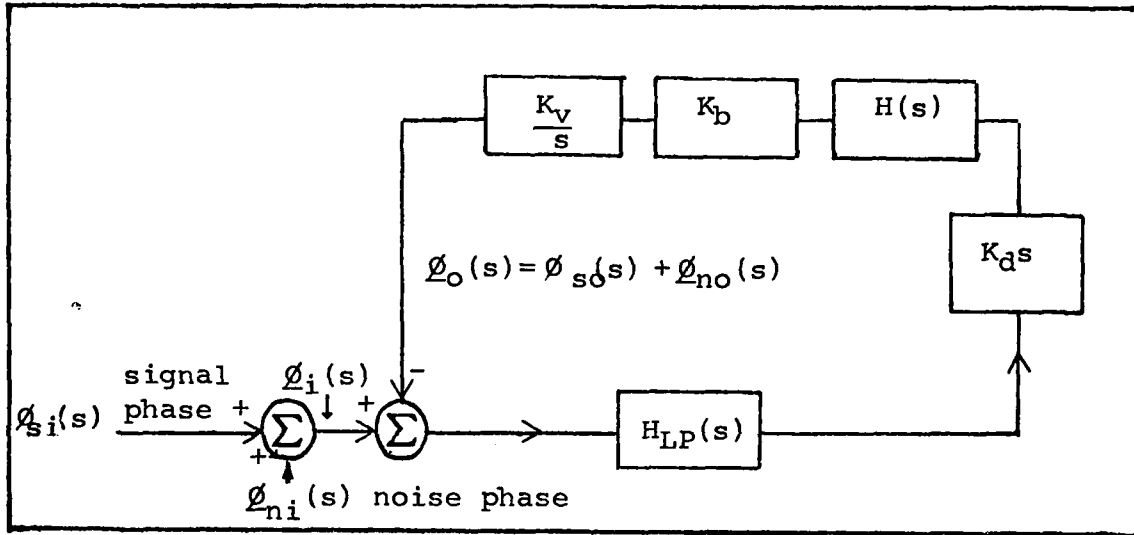 K_v/s
K_b
H(s)
K_d s
Ø_o(s)=Ø_so(s)+Ø_no(s)
-
signal
phase
Ø_i(s)
Ø_si(s)
+
+
Σ
+
Σ
H_LP(s)
Ø_ni(s) noise phase